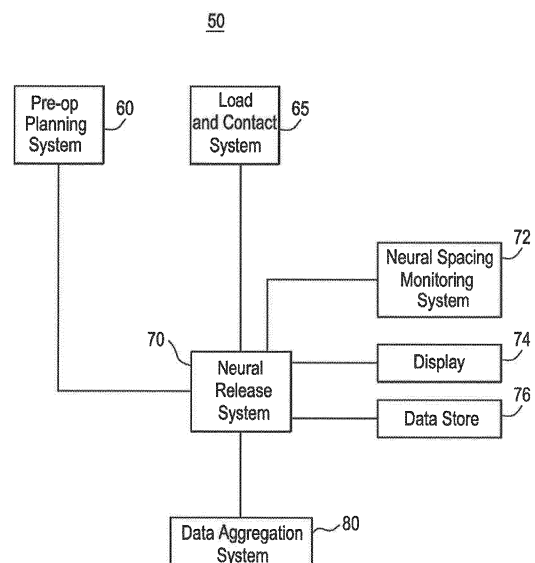 50
Pre-op
Planning
System
60
Load
and Contact
System
65
Neural Spacing
Monitoring
System
72
70
Neural
Release
System
Display
74
Data Store
76
Data Aggregation
System
80